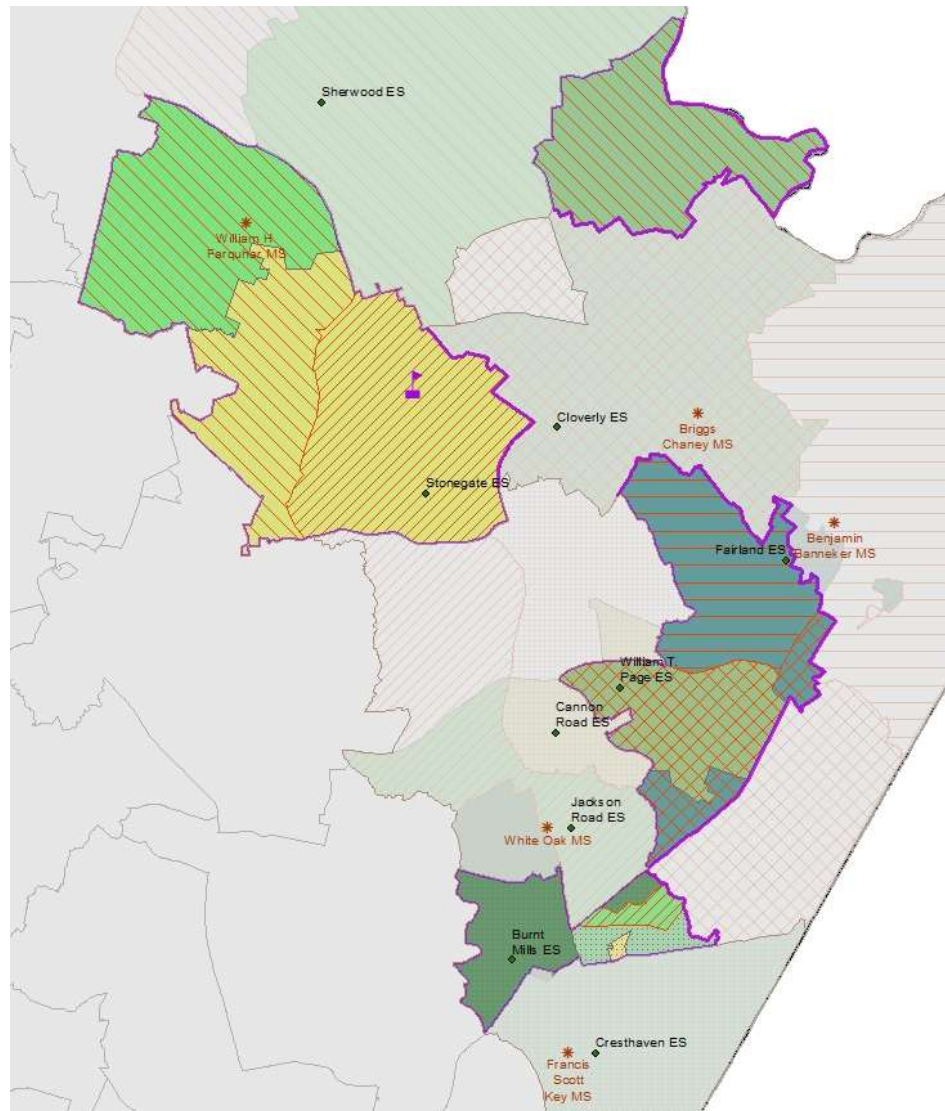 Sherwood ES
William H.
Farquhar MS
Cloverly ES
Briggs
Chaney MS
Stonegate ES
Benjamin
Banneker MS
Fairland ES
William T.
Page ES
Cannon
Road ES
Jackson
Road ES
White Oak MS
Burnt
Mills ES
Cresthaven ES
Francis
Scott
Key MS